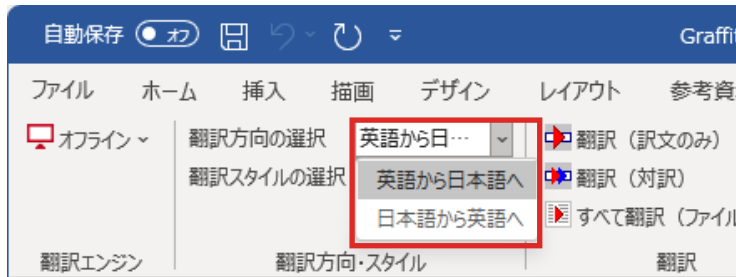 自動保存 オフ Graffit
ファイル ホーム 挿入 描画 デザイン レイアウト 参考資
オフライン 翻訳方向の選択 英語から日… 翻訳（訳文のみ）
翻訳スタイルの選択 英語から日本語へ 翻訳（対訳）
日本語から英語へ すべて翻訳（ファイル
翻訳エンジン 翻訳方向・スタイル 翻訳